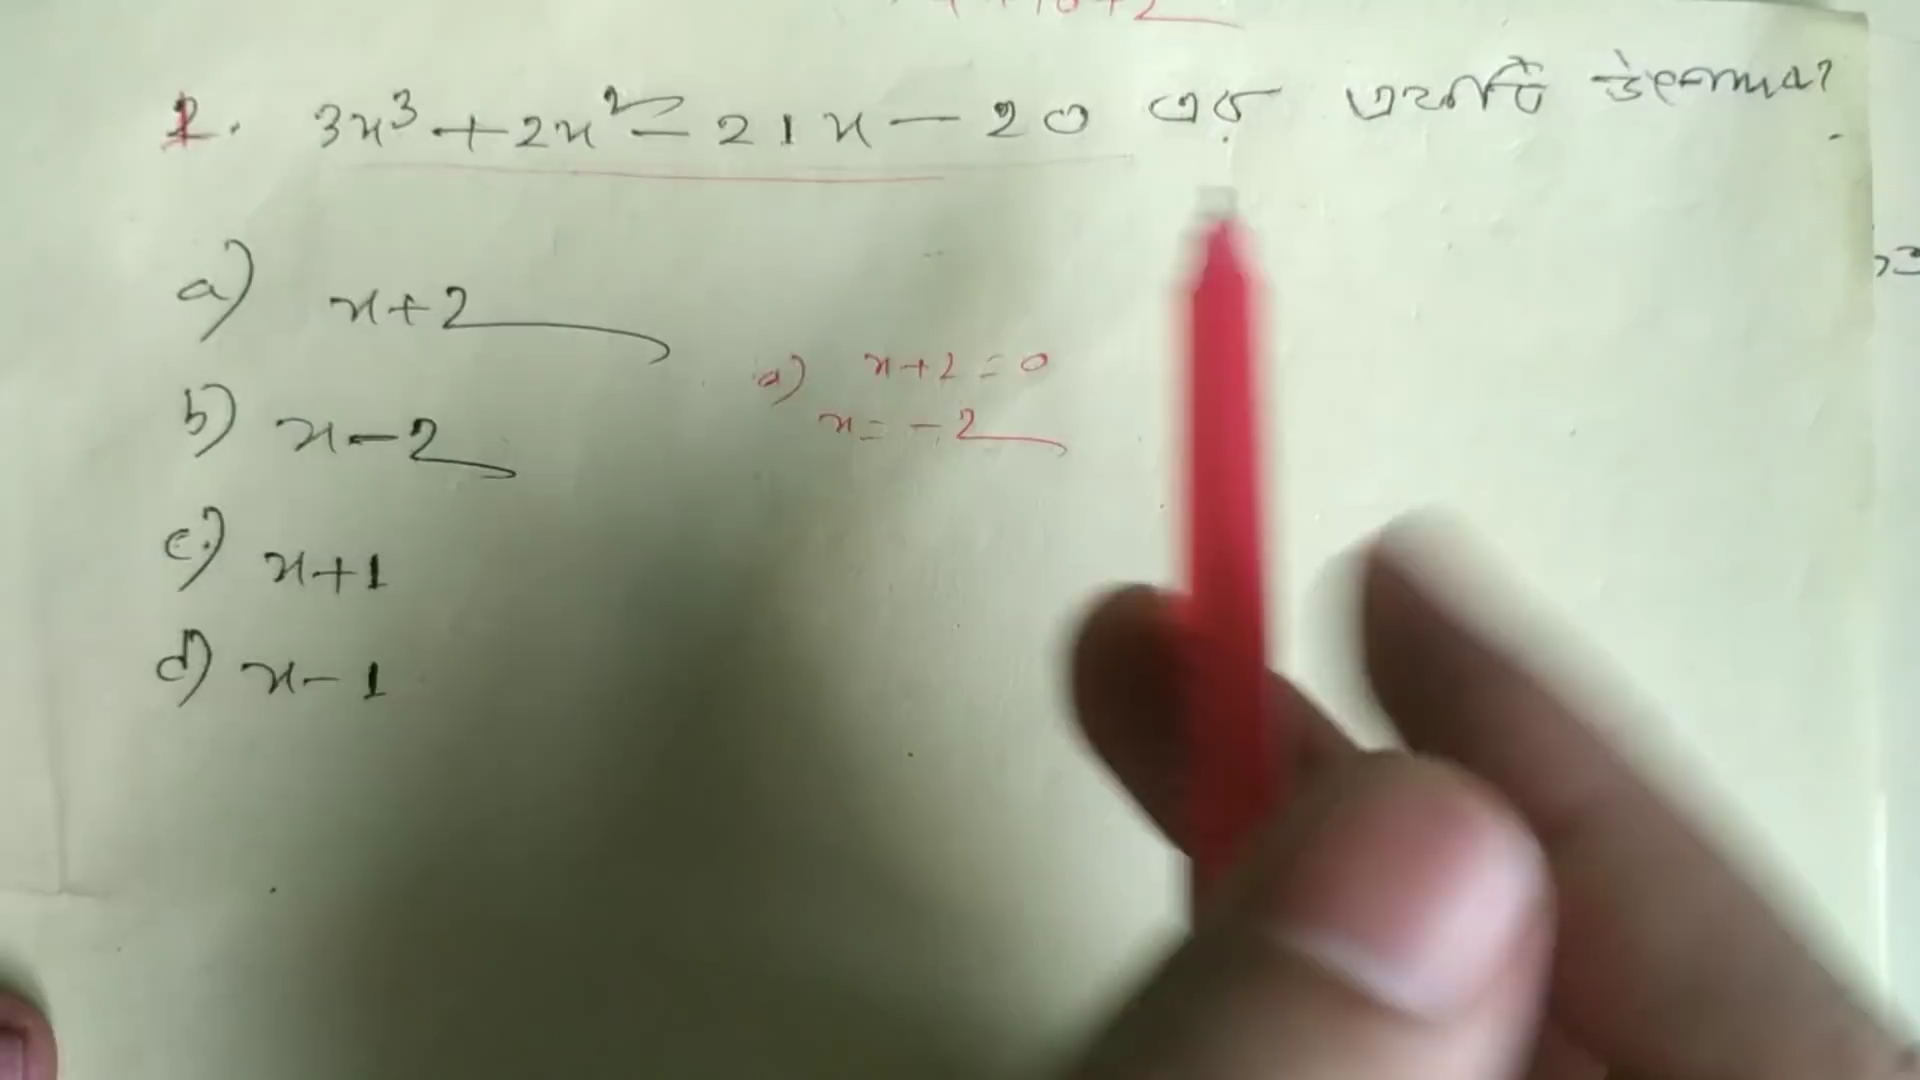 1. 3x³ + 2x² - 21x - 20 এর একটি উৎপাদক?
a) x+2
b) x-2
c) x+1
d) x-1
a) x+2 = 0
x = -2